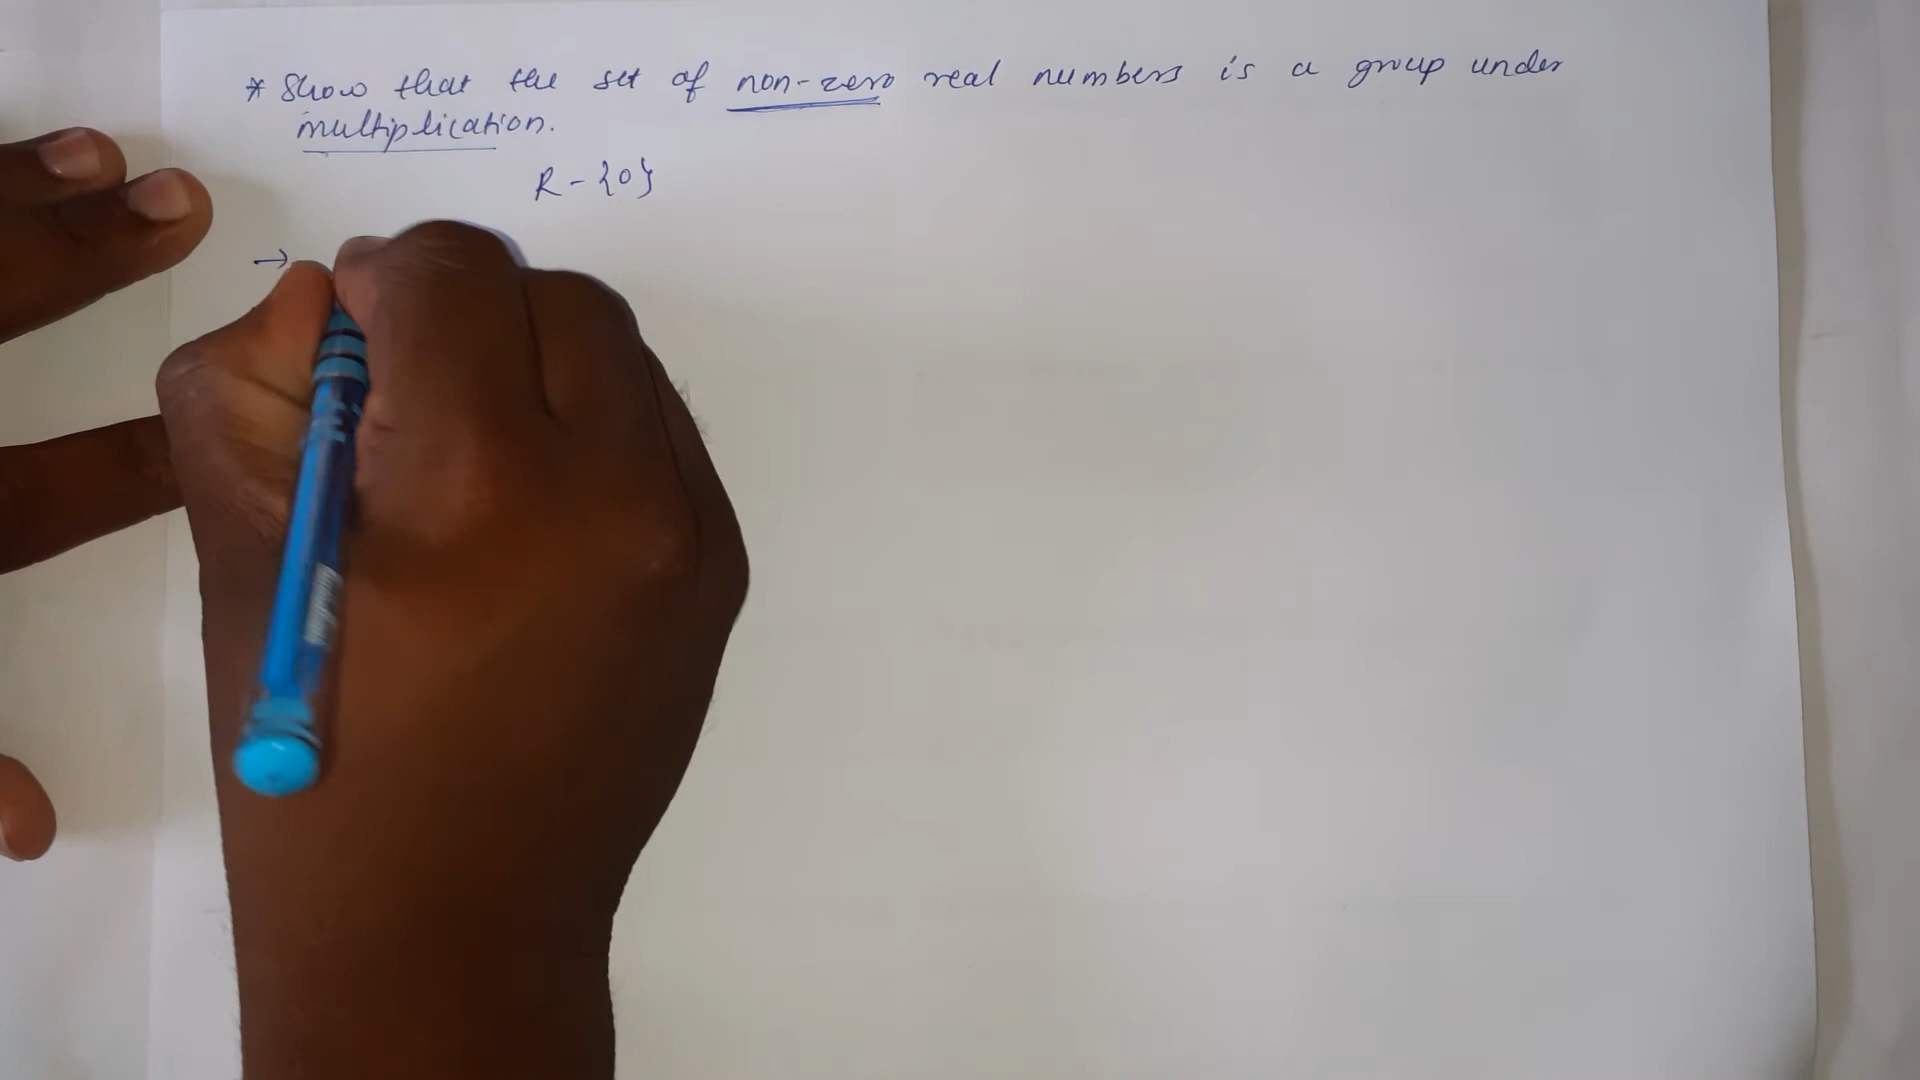 * Show that the set of non-zero real numbers is a group under
multiplication.
R - {0}
→